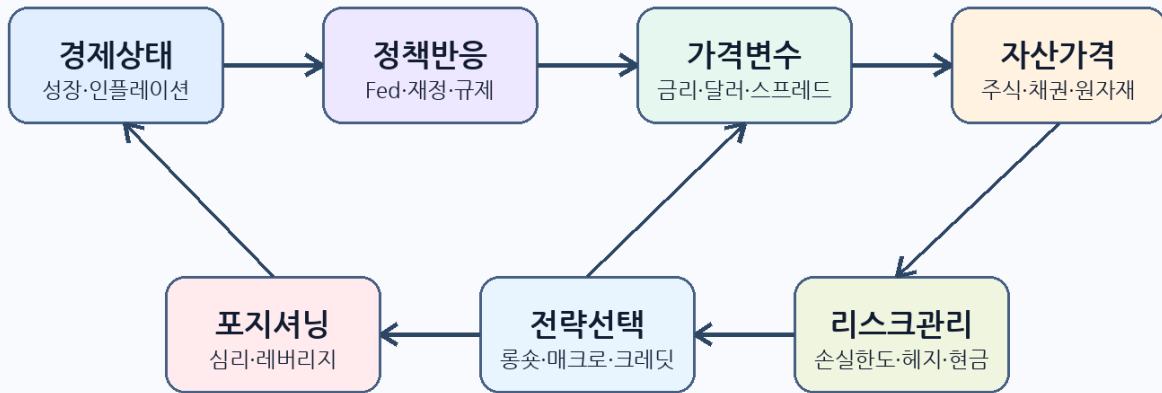 경제상태
성장·인플레이션
정책반응
Fed·재정·규제
가격변수
금리·달러·스프레드
자산가격
주식·채권·원자재
포지셔닝
심리·레버리지
전략선택
롱숏·매크로·크레딧
리스크관리
손실한도·헤지·현금